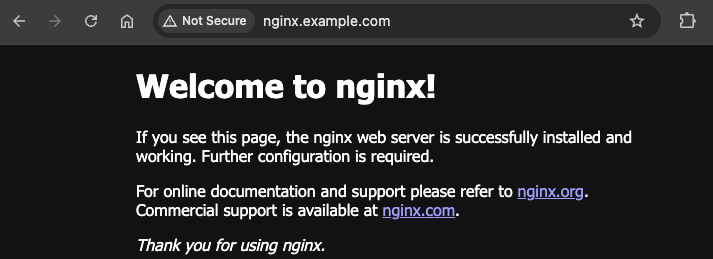 Not Secure nginx.example.com
Welcome to nginx!
If you see this page, the nginx web server is successfully installed and
working. Further configuration is required.
For online documentation and support please refer to nginx.org.
Commercial support is available at nginx.com.
Thank you for using nginx.